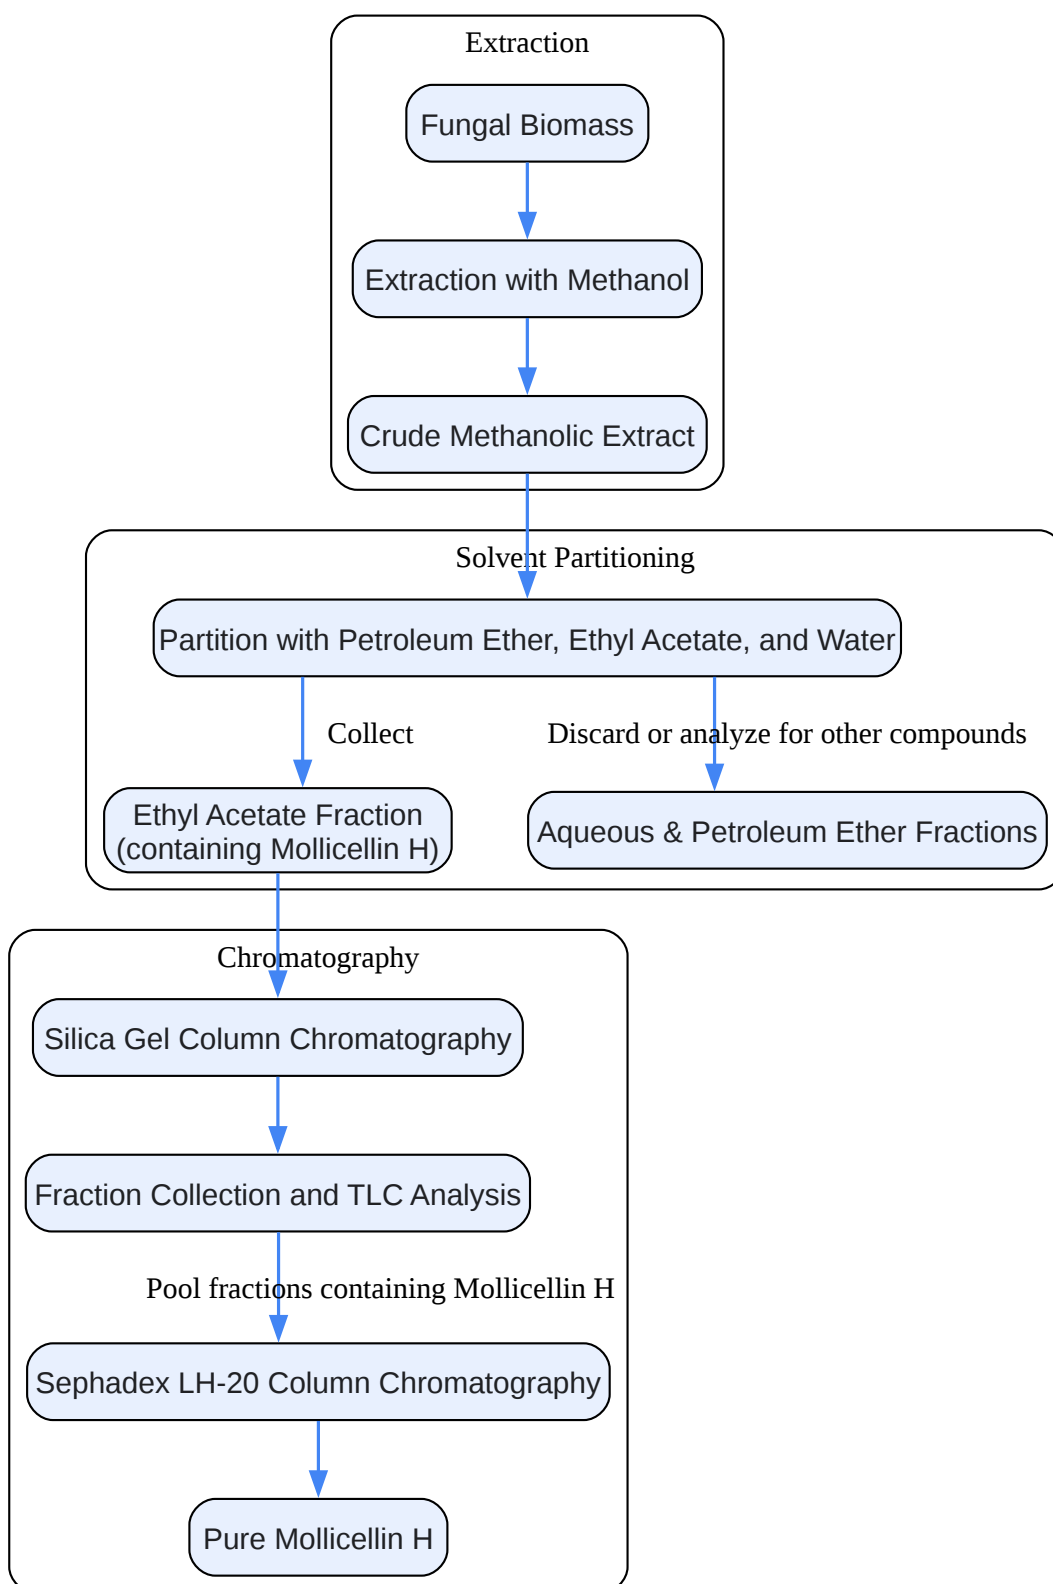 Extraction
Fungal Biomass
Extraction with Methanol
Crude Methanolic Extract
Solvent Partitioning
Partition with Petroleum Ether, Ethyl Acetate, and Water
Collect
Discard or analyze for other compounds
Ethyl Acetate Fraction
(containing Mollicellin H)
Aqueous & Petroleum Ether Fractions
Chromatography
Silica Gel Column Chromatography
Fraction Collection and TLC Analysis
Pool fractions containing Mollicellin H
Sephadex LH-20 Column Chromatography
Pure Mollicellin H